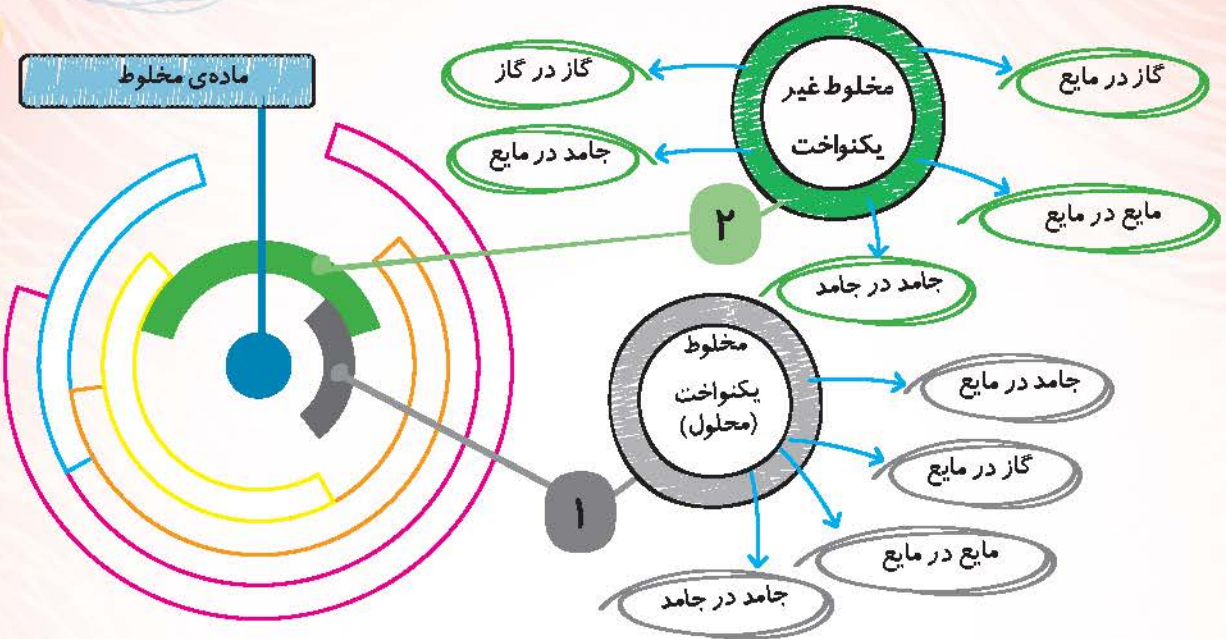 ماده‌ی مخلوط
مخلوط غیر
یکنواخت
گاز در مایع
گاز در گاز
جامد در مایع
مایع در مایع
جامد در جامد
۲
مخلوط
یکنواخت
(محلول)
جامد در مایع
گاز در مایع
مایع در مایع
جامد در جامد
۱